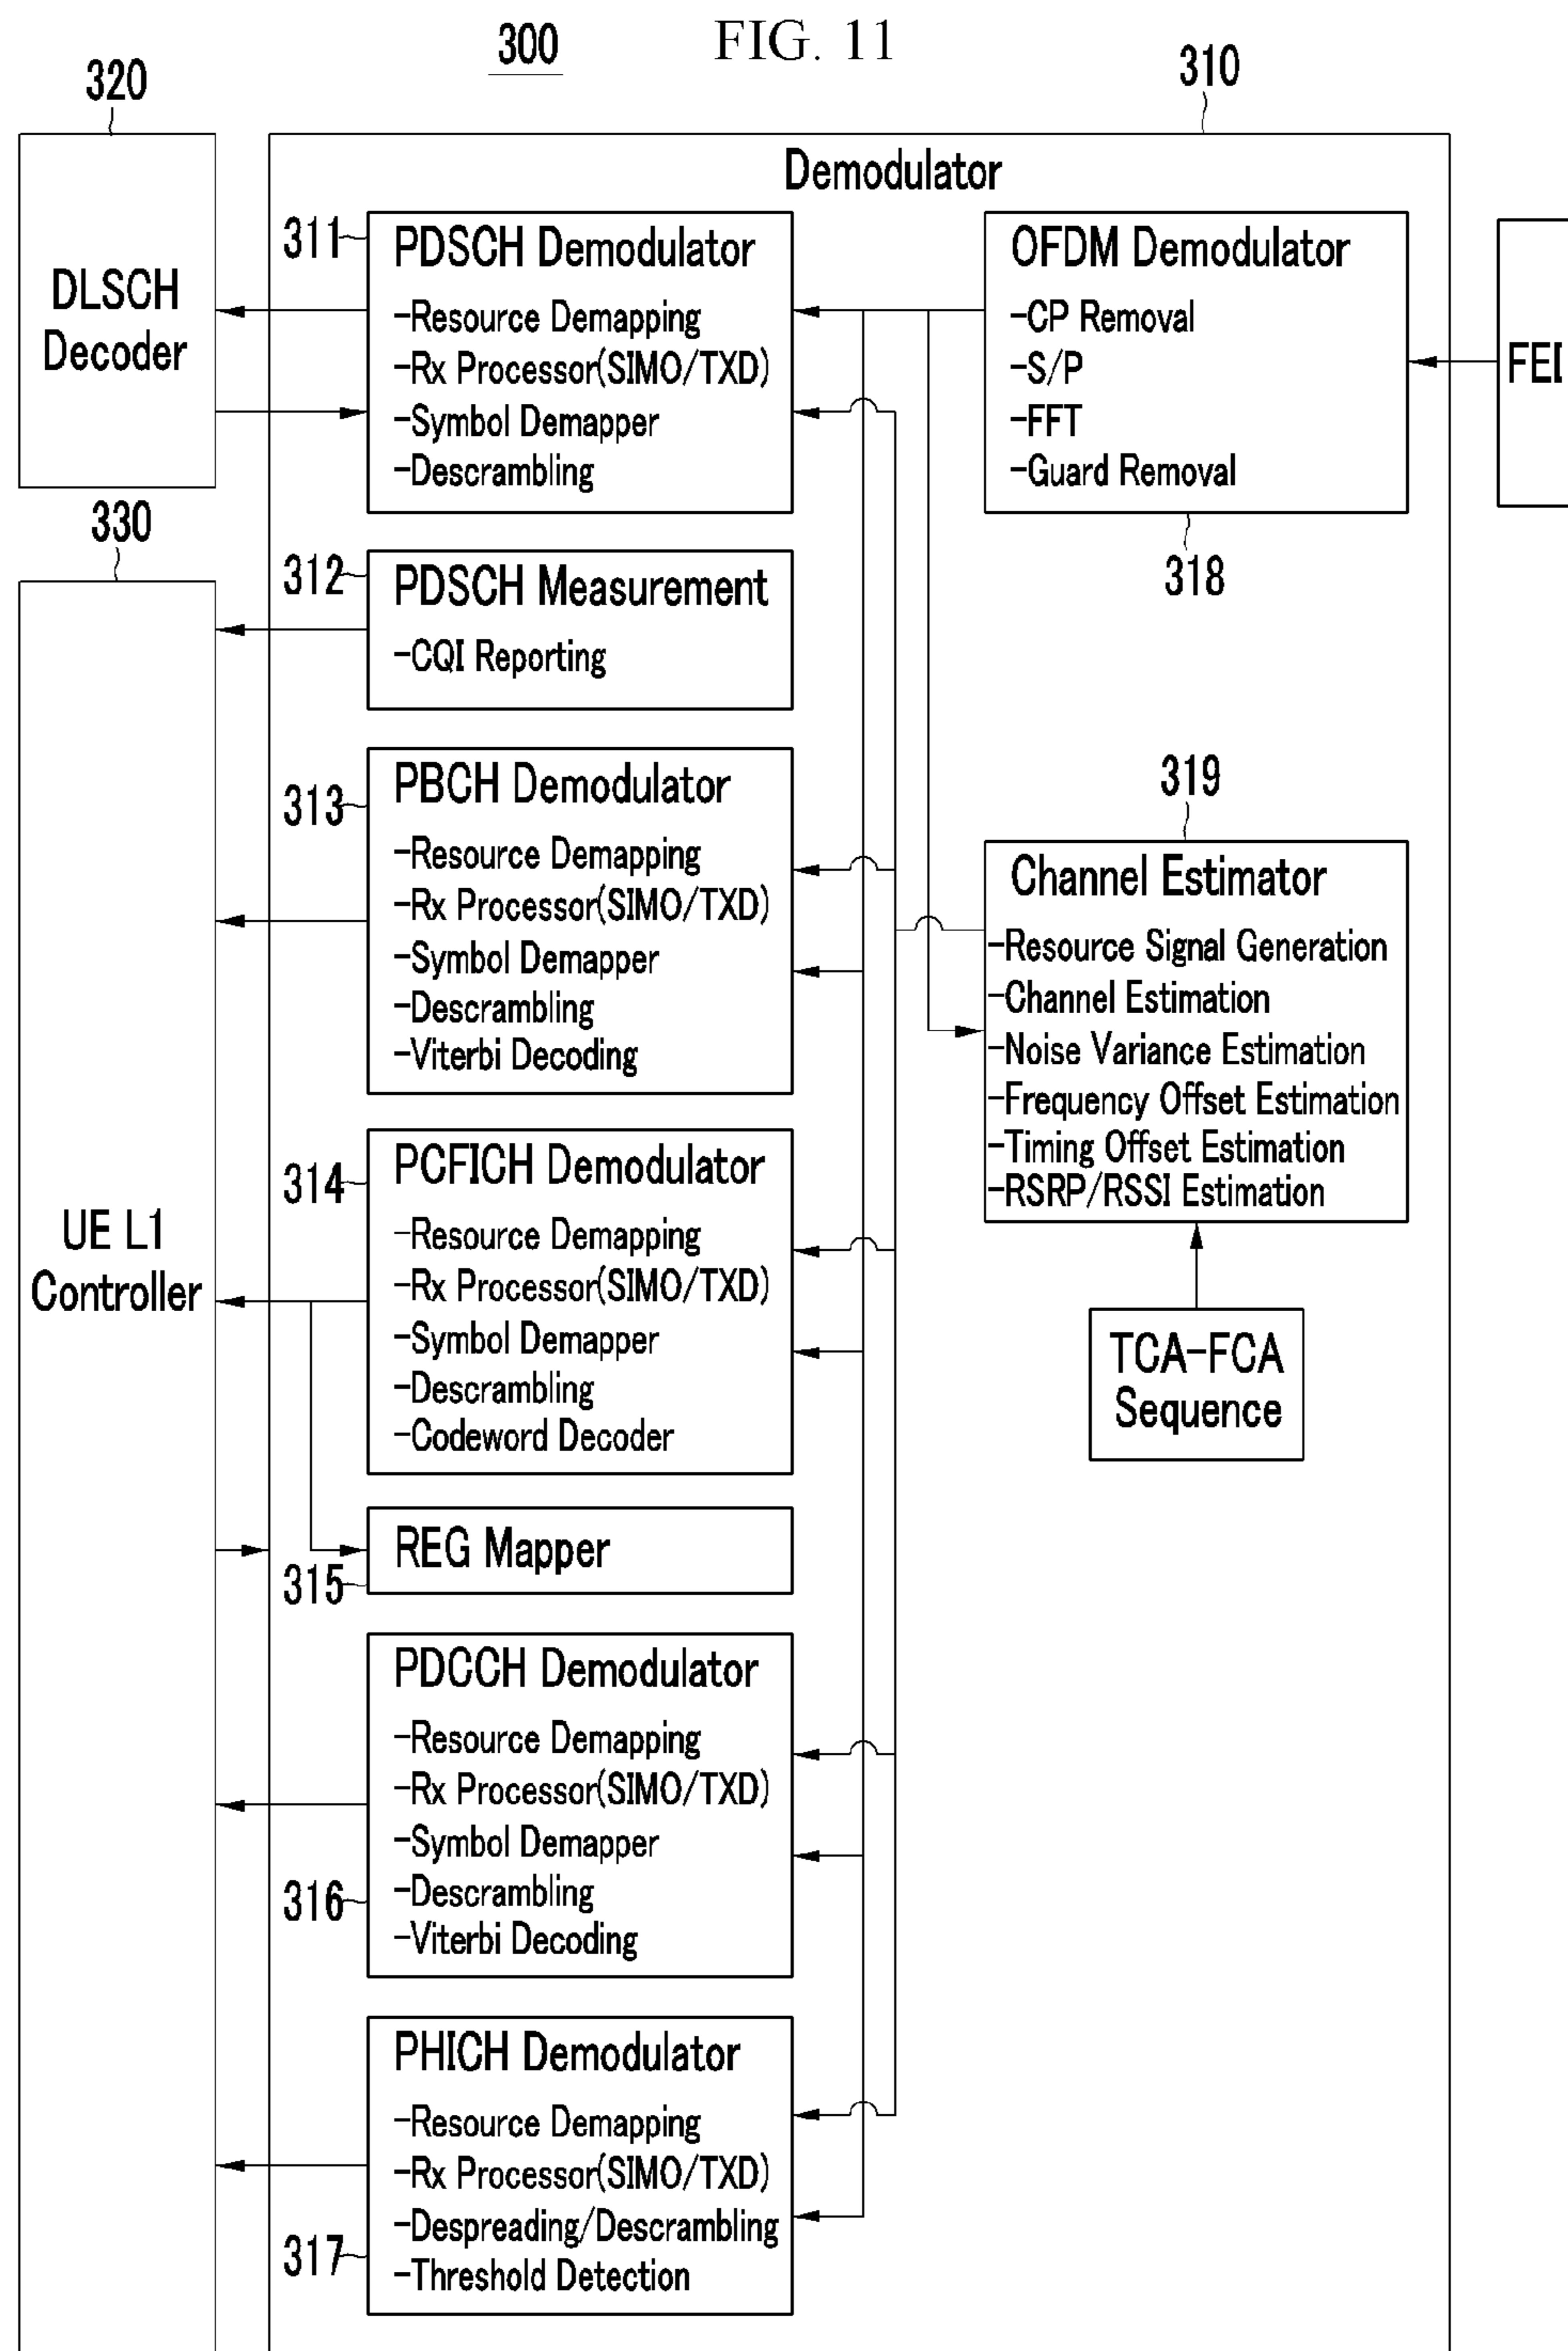 300
FIG. 11
320
310
DLSCH
Decoder
Demodulator
311
PDSCH Demodulator
-Resource Demapping
-Rx Processor(SIMO/TXD)
-Symbol Demapper
-Descrambling
OFDM Demodulator
-CP Removal
-S/P
-FFT
-Guard Removal
318
FEI
330
UE L1
Controller
312
PDSCH Measurement
-CQI Reporting
313
PBCH Demodulator
-Resource Demapping
-Rx Processor(SIMO/TXD)
-Symbol Demapper
-Descrambling
-Viterbi Decoding
319
Channel Estimator
-Resource Signal Generation
-Channel Estimation
-Noise Variance Estimation
-Frequency Offset Estimation
-Timing Offset Estimation
-RSRP/RSSI Estimation
TCA-FCA
Sequence
314
PCFICH Demodulator
-Resource Demapping
-Rx Processor(SIMO/TXD)
-Symbol Demapper
-Descrambling
-Codeword Decoder
REG Mapper
315
PDCCH Demodulator
-Resource Demapping
-Rx Processor(SIMO/TXD)
-Symbol Demapper
316
-Descrambling
-Viterbi Decoding
PHICH Demodulator
-Resource Demapping
-Rx Processor(SIMO/TXD)
-Despreading/Descrambling
317
-Threshold Detection